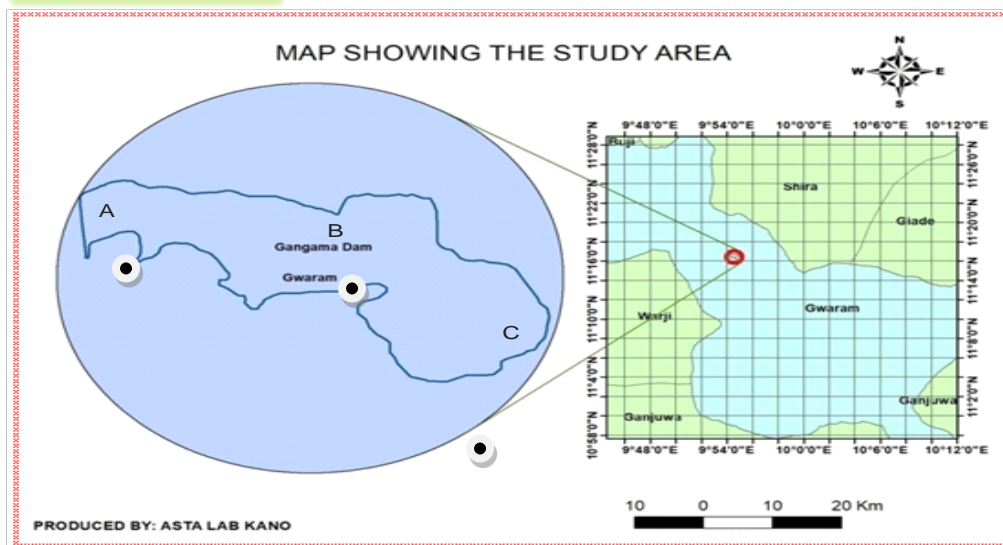 MAP SHOWING THE STUDY AREA
N
W E
S
9°48'0"E 9°54'0"E 10°0'0"E 10°6'0"E 10°12'0"E
11°28'0"N
11°22'0"N
11°16'0"N
11°10'0"N
11°4'0"N
10°58'0"N
11°26'0"N
11°20'0"N
11°14'0"N
11°8'0"N
11°2'0"N
Buji
Shira
Giade
Gwaram
Warji
Ganjuwa
Ganjuwa
9°48'0"E 9°54'0"E 10°0'0"E 10°6'0"E 10°12'0"E
A
B
Gangama Dam
Gwaram
C
10 0 10 20 Km
PRODUCED BY: ASTA LAB KANO